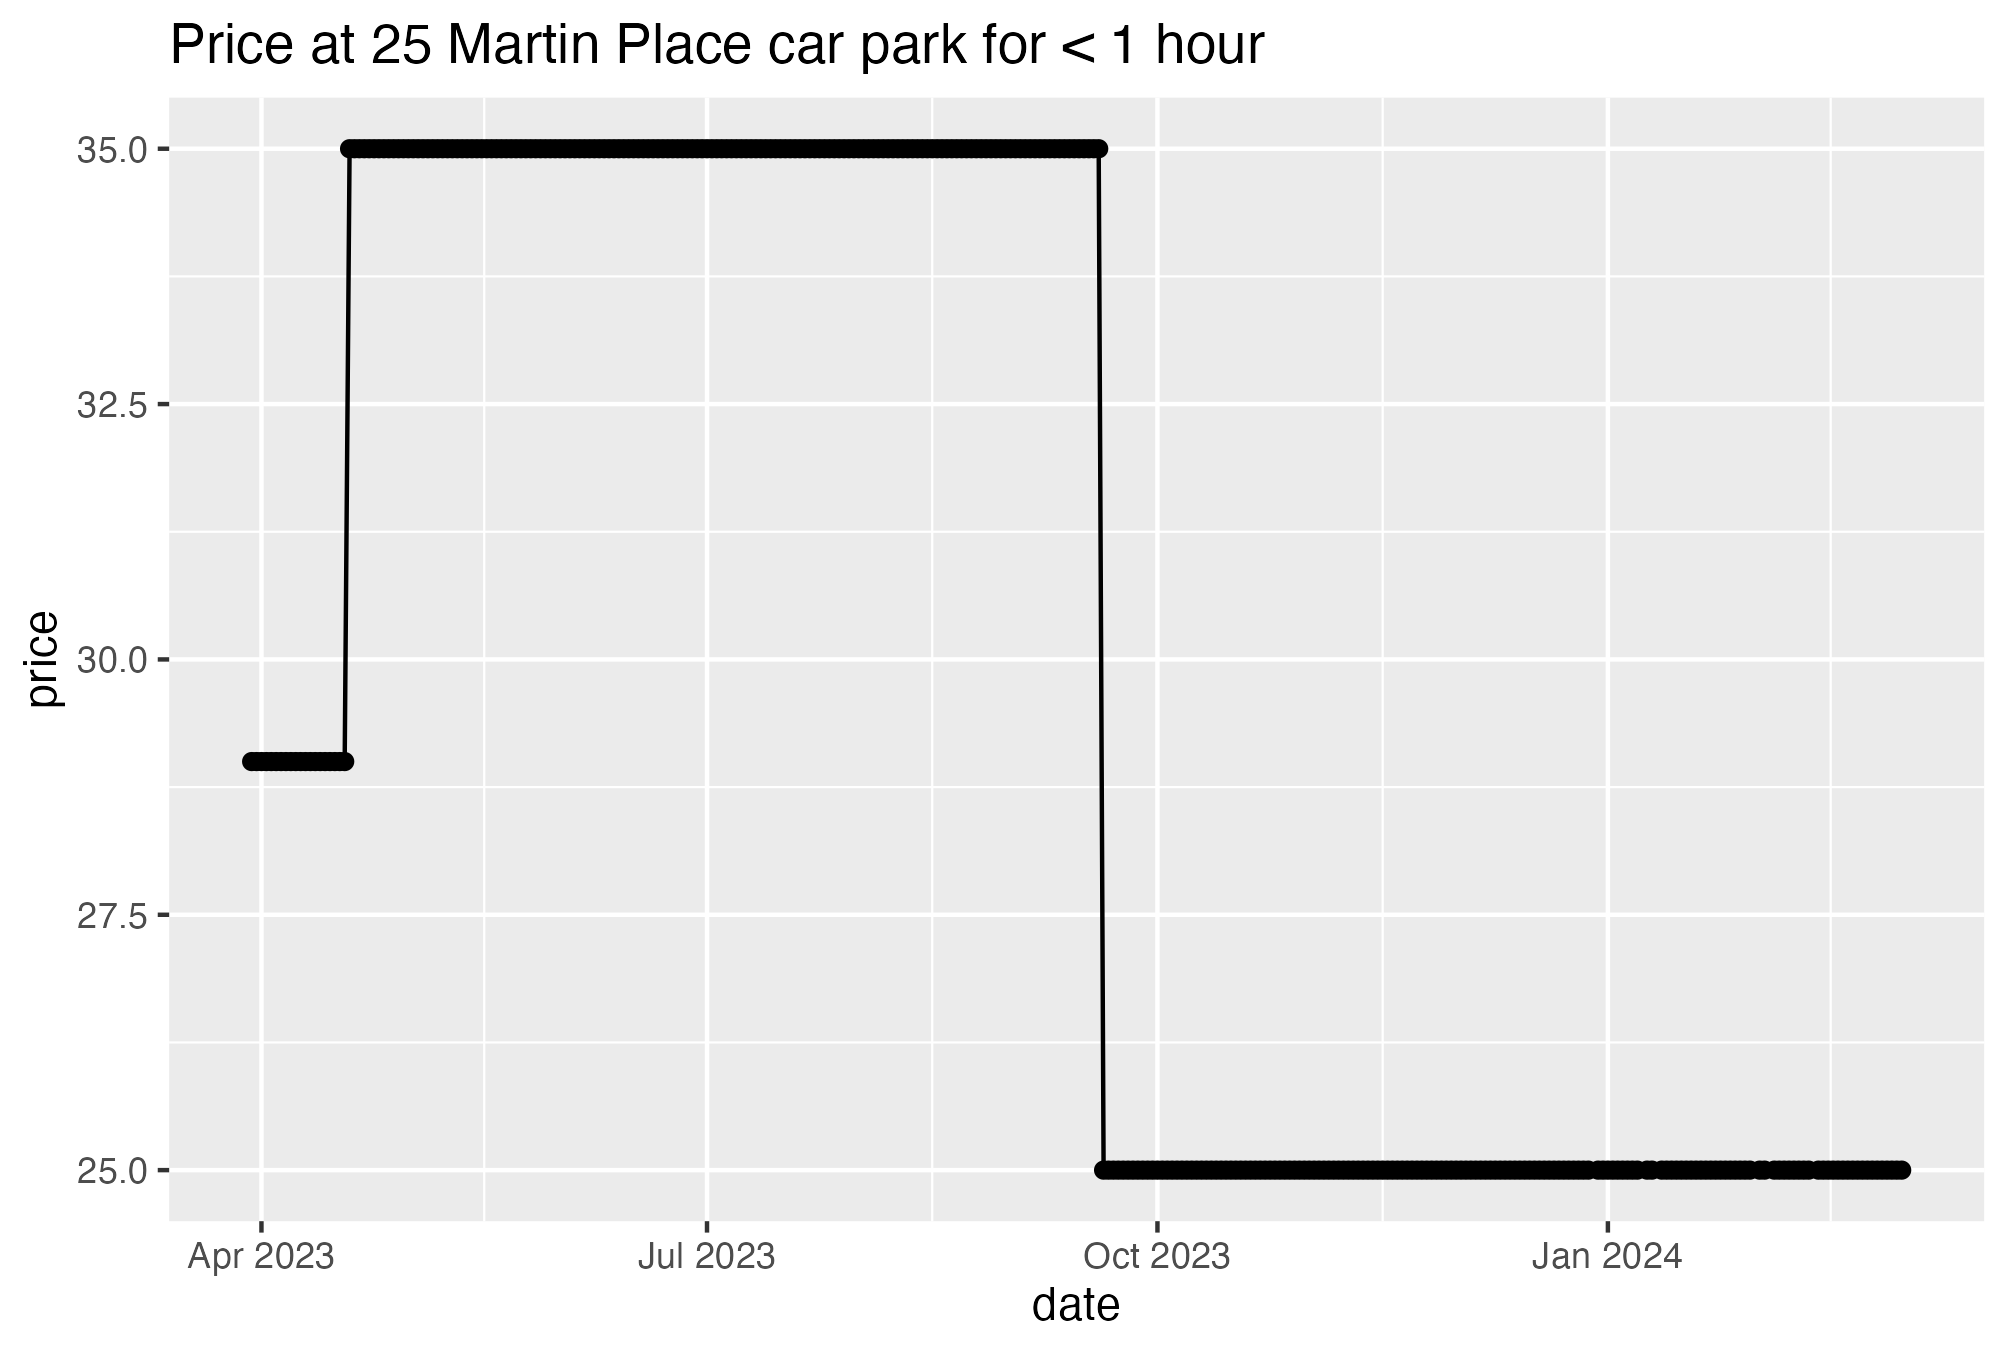 Price at 25 Martin Place car park for < 1 hour
price
35.0
32.5
30.0
27.5
25.0
Apr 2023
Jul 2023
Oct 2023
Jan 2024
date